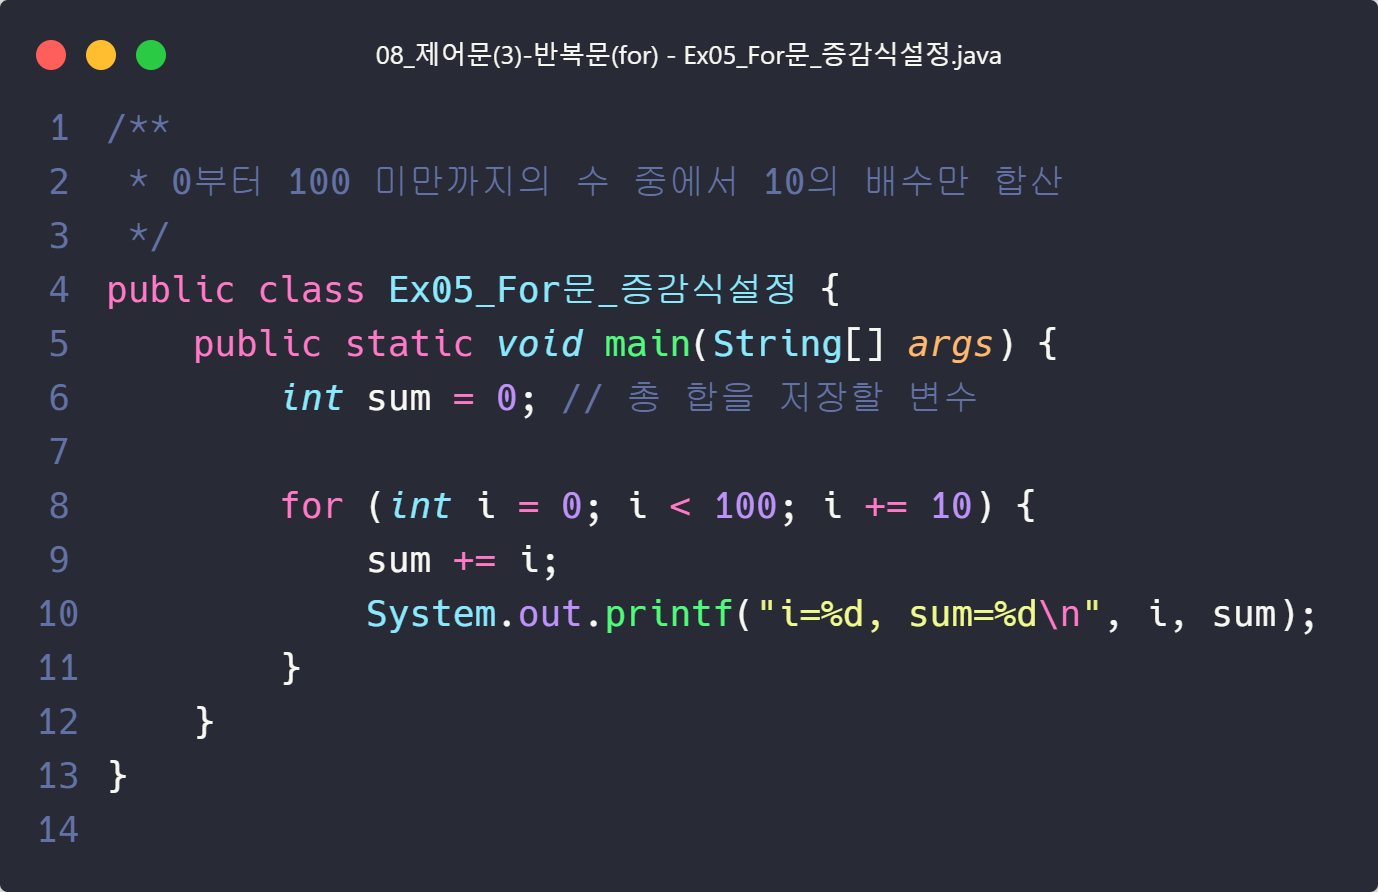 08_제어문(3)-반복문(for) - Ex05_For문_증감식설정.java
1 /**
2  * 0부터 100 미만까지의 수 중에서 10의 배수만 합산
3  */
4 public class Ex05_For문_증감식설정 {
5     public static void main(String[] args) {
6         int sum = 0; // 총 합을 저장할 변수
7
8         for (int i = 0; i < 100; i += 10) {
9             sum += i;
10             System.out.printf("i=%d, sum=%d\n", i, sum);
11         }
12     }
13 }
14